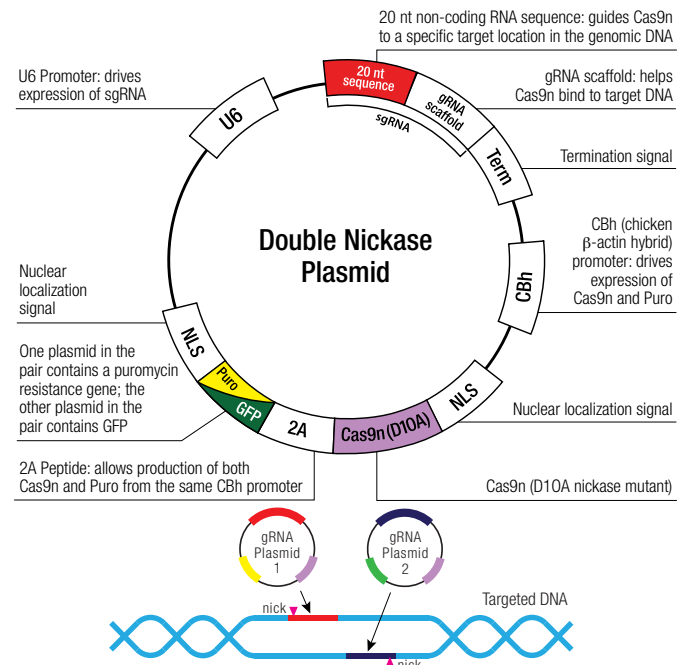 20 nt non-coding RNA sequence: guides Cas9n
to a specific target location in the genomic DNA
U6 Promoter: drives
expression of sgRNA
gRNA scaffold: helps
Cas9n bind to target DNA
20 nt
sequence
gRNA
scaffold
sgRNA
U6
Term
Termination signal
Double Nickase
Plasmid
CBh (chicken
β-actin hybrid)
promoter: drives
expression of
Cas9n and Puro
CBh
Nuclear
localization
signal
NLS
One plasmid in the
pair contains a puromycin
resistance gene; the
other plasmid in the
pair contains GFP
Puro
GFP
2A
Cas9n (D10A)
NLS
Nuclear localization signal
2A Peptide: allows production of both
Cas9n and Puro from the same CBh promoter
Cas9n (D10A nickase mutant)
gRNA
Plasmid
1
gRNA
Plasmid
2
nick
Targeted DNA
nick